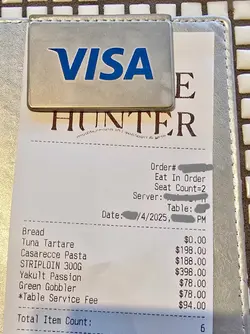 VISA
HUNTER
Order#
Eat In Order
Seat Count=2
Server:
Table:
Date: /4/2025, PM
Bread $0.00
Tuna Tartare $198.00
Casarecce Pasta $188.00
STRIPLOIN 300G $398.00
Yakult Passion $78.00
Green Gobbler $78.00
*Table Service Fee $94.00
Total Item Count: 6